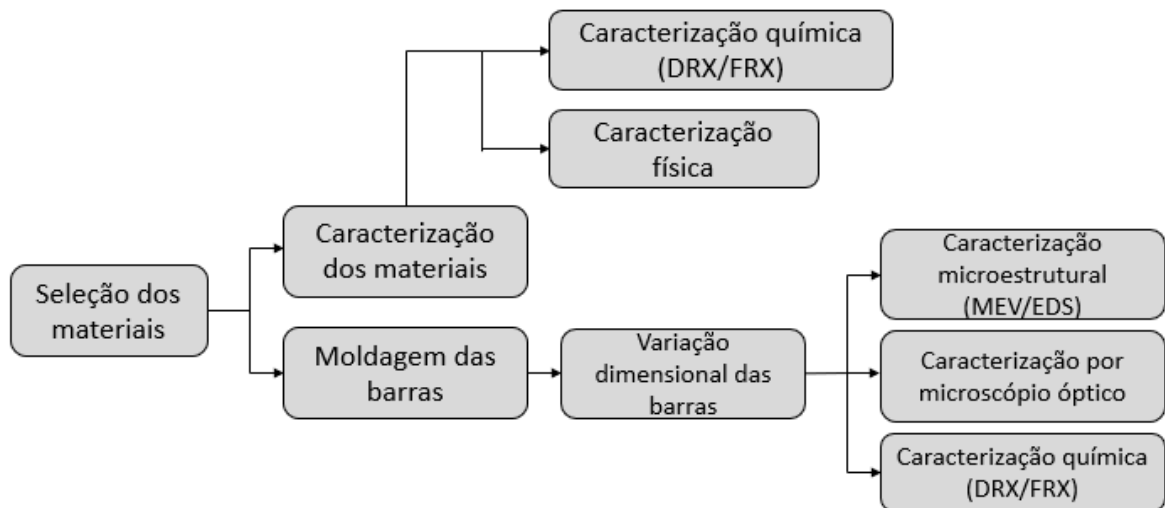 Caracterização química
(DRX/FRX)
Caracterização
física
Caracterização
dos materiais
Seleção dos
materiais
Moldagem das
barras
Variação
dimensional das
barras
Caracterização
microestrutural
(MEV/EDS)
Caracterização por
microscópio óptico
Caracterização química
(DRX/FRX)